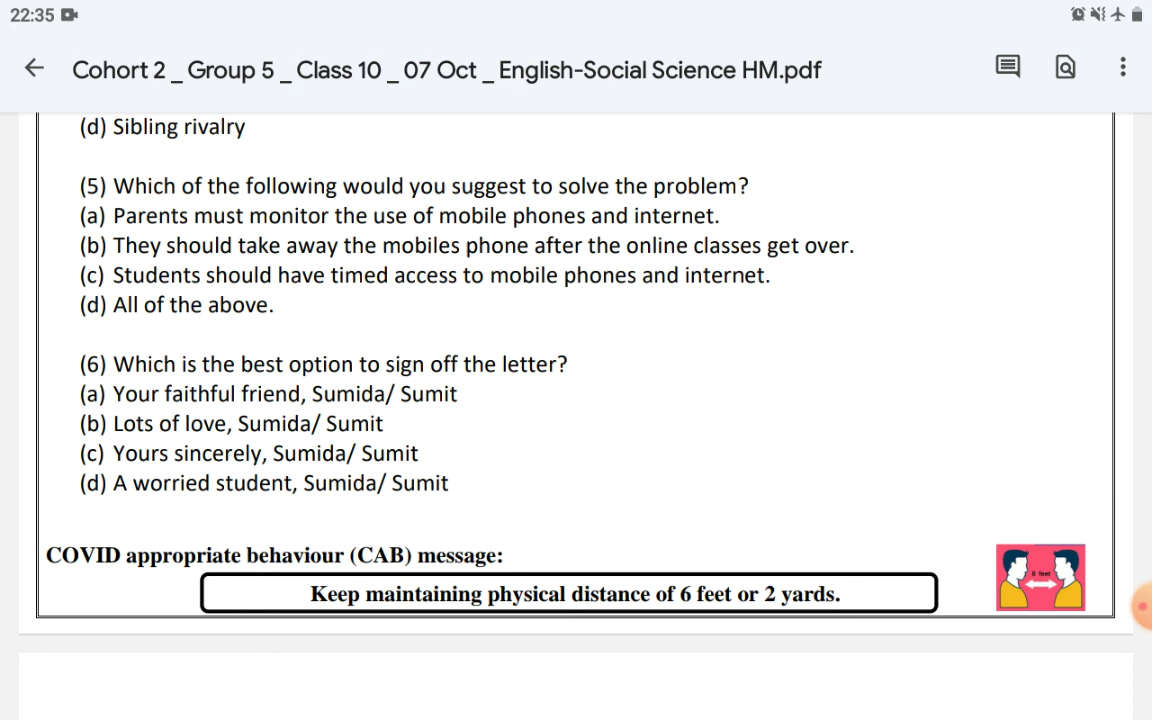 22:35
Cohort 2 _ Group 5 _ Class 10 _ 07 Oct _ English-Social Science HM.pdf
(d) Sibling rivalry
(5) Which of the following would you suggest to solve the problem?
(a) Parents must monitor the use of mobile phones and internet.
(b) They should take away the mobiles phone after the online classes get over.
(c) Students should have timed access to mobile phones and internet.
(d) All of the above.
(6) Which is the best option to sign off the letter?
(a) Your faithful friend, Sumida/ Sumit
(b) Lots of love, Sumida/ Sumit
(c) Yours sincerely, Sumida/ Sumit
(d) A worried student, Sumida/ Sumit
COVID appropriate behaviour (CAB) message:
6 feet
Keep maintaining physical distance of 6 feet or 2 yards.